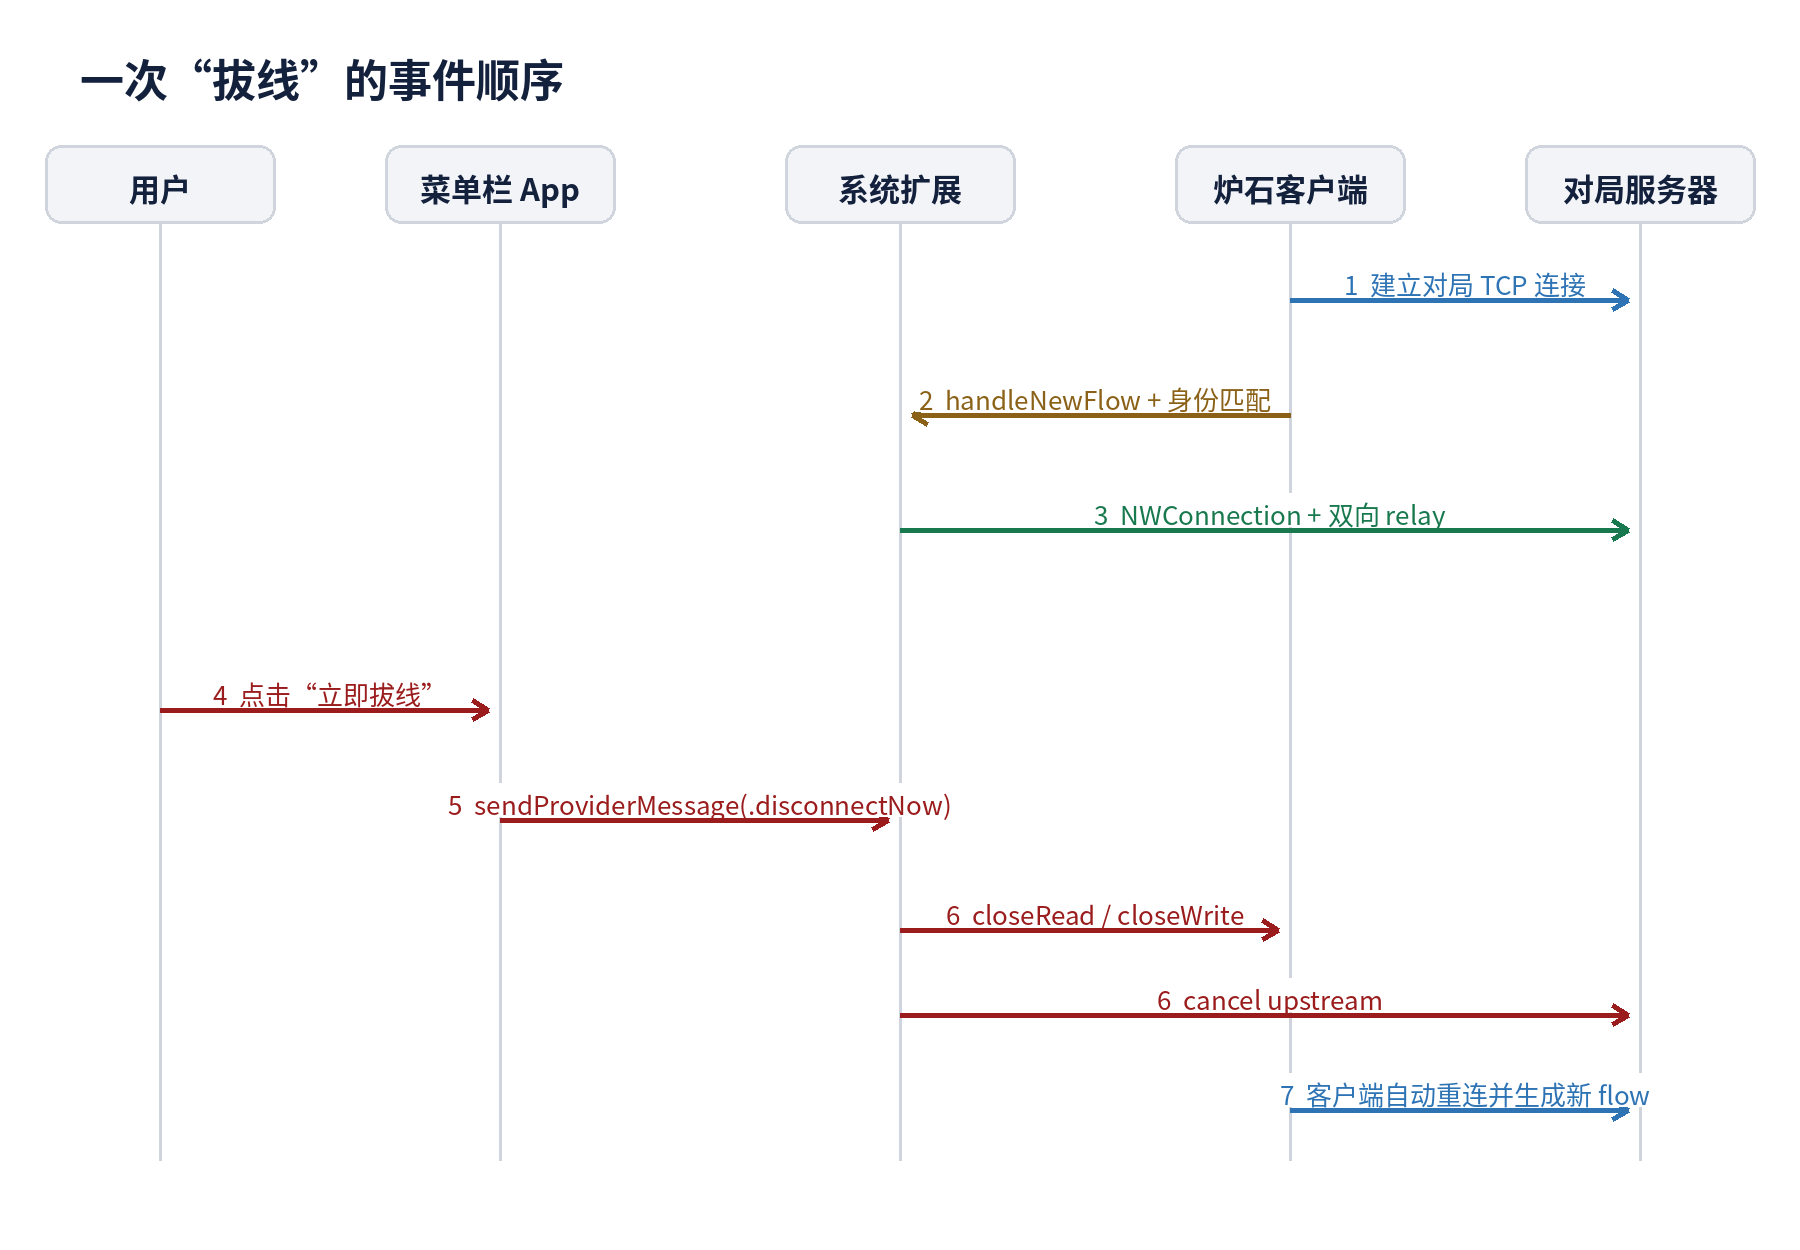 一次“拔线”的事件顺序
用户
菜单栏 App
系统扩展
炉石客户端
对局服务器
1 建立对局 TCP 连接
2 handleNewFlow + 身份匹配
3 NWConnection + 双向 relay
4 点击“立即拔线”
5 sendProviderMessage(.disconnectNow)
6 closeRead / closeWrite
6 cancel upstream
7 客户端自动重连并生成新 flow